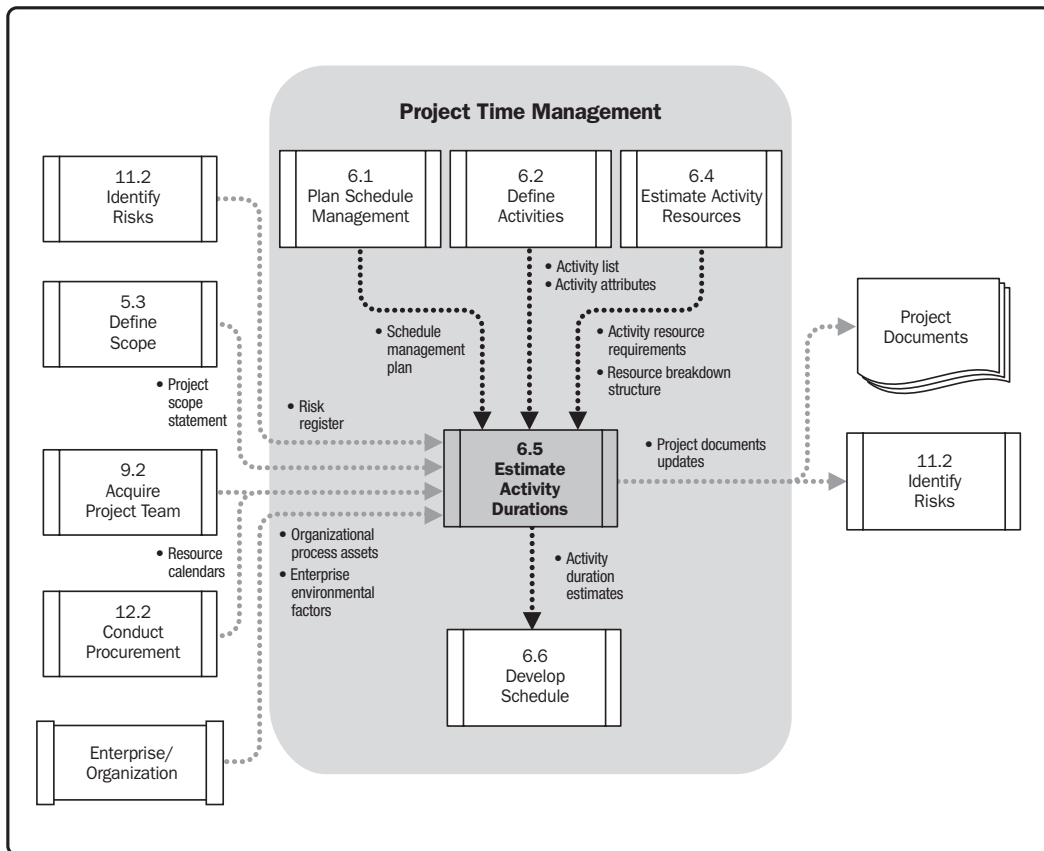 Project Time Management
11.2
Identify
Risks
6.1
Plan Schedule
Management
6.2
Define
Activities
6.4
Estimate Activity
Resources
• Activity list
• Activity attributes
5.3
Define
Scope
• Schedule
management
plan
• Activity resource
requirements
• Resource breakdown
structure
Project
Documents
• Project
scope
statement
• Risk
register
9.2
Acquire
Project Team
6.5
Estimate
Activity
Durations
• Project documents
updates
11.2
Identify
Risks
• Resource
calendars
• Organizational
process assets
• Enterprise
environmental
factors
• Activity
duration
estimates
12.2
Conduct
Procurement
6.6
Develop
Schedule
Enterprise/
Organization